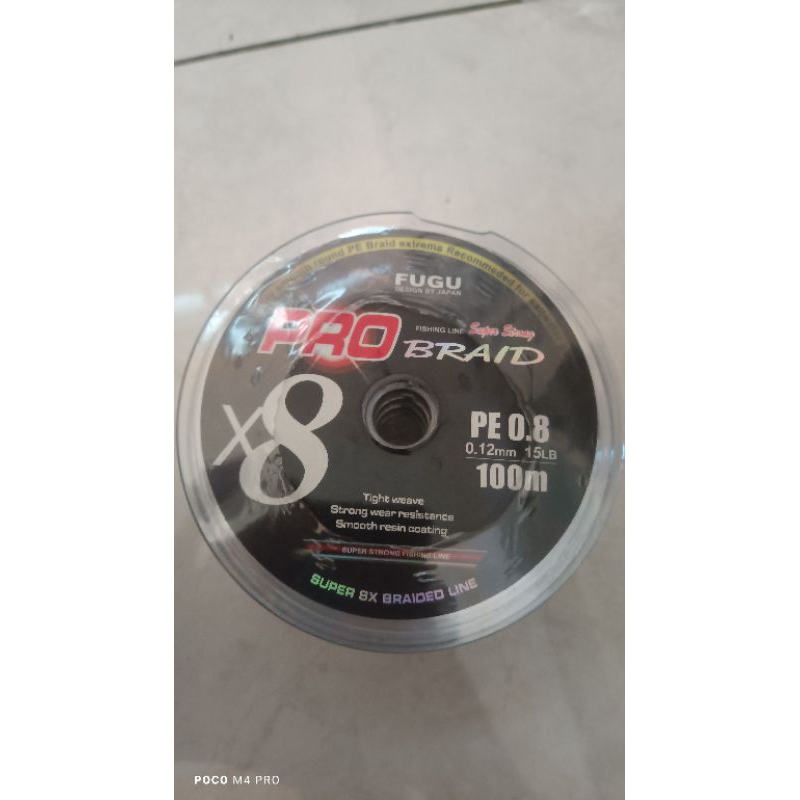 round PE Braid extreme Recommeded for
FUGU
DESIGN BY JAPAN
PRO
FISHING LINE Super Strong
BRAID
x8
PE 0.8
0.12mm 15LB
100m
Tight weave
Strong wear resistance
Smooth resin coating
SUPER STRONG FISHING LINE
SUPER 8X BRAIDED LINE
POCO M4 PRO